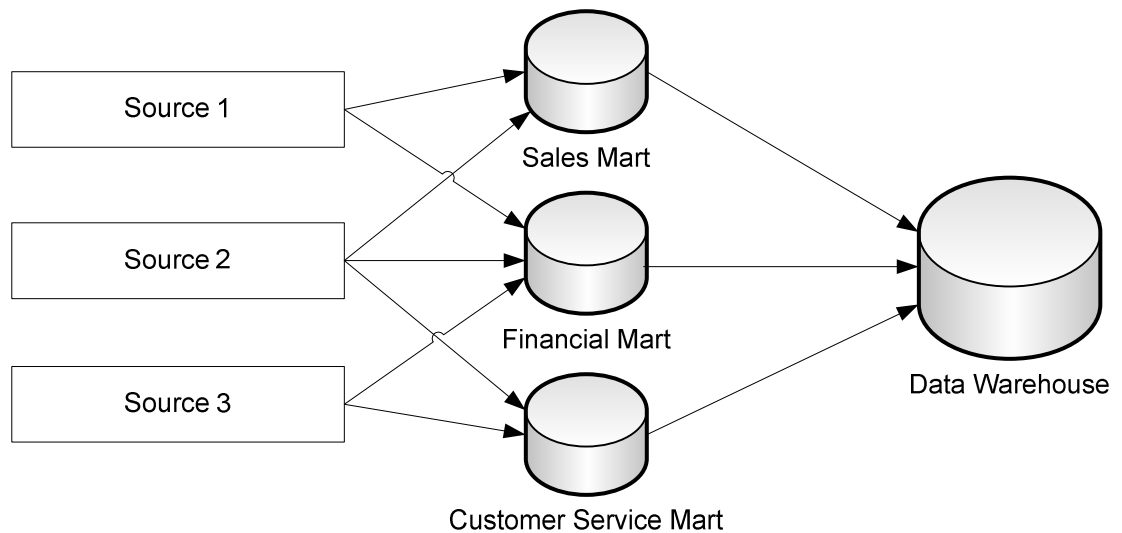 Source 1
Sales Mart
Source 2
Financial Mart
Data Warehouse
Source 3
Customer Service Mart